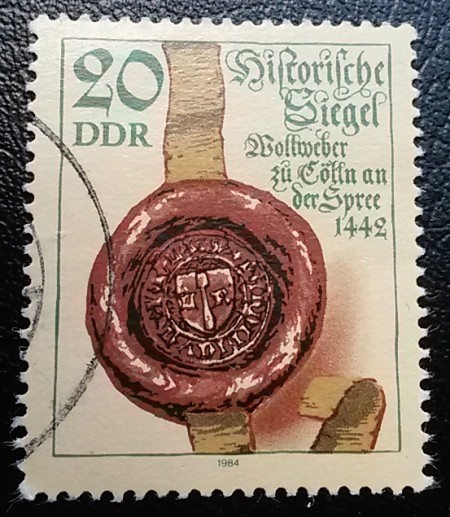 20
DDR
Historische
Siegel
Wollweber
zu Cölln an
der Spree
1442
1984